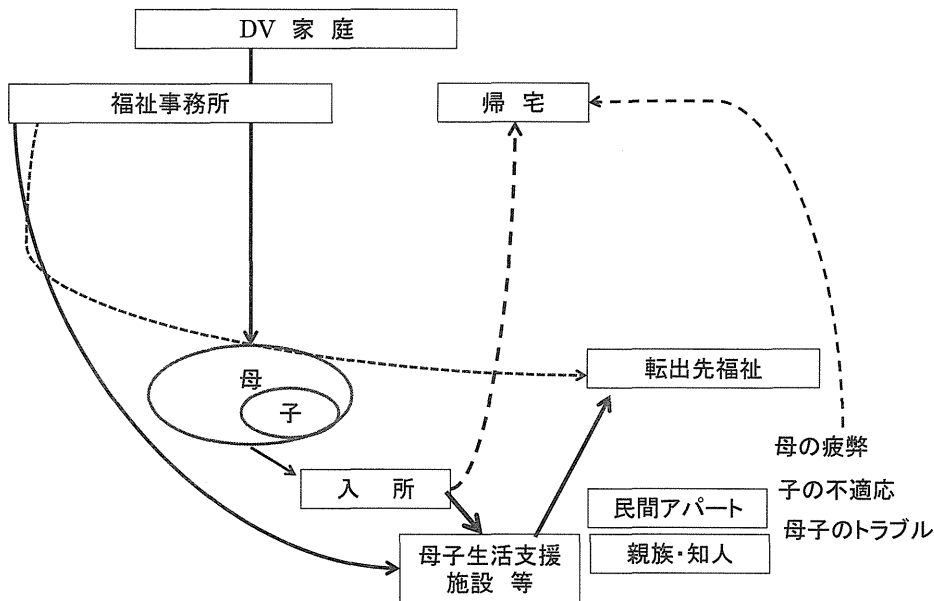 DV 家 庭
福祉事務所
帰 宅
母
子
転出先福祉
入 所
母の疲弊
子の不適応
母子のトラブル
民間アパート
親族・知人
母子生活支援
施設 等